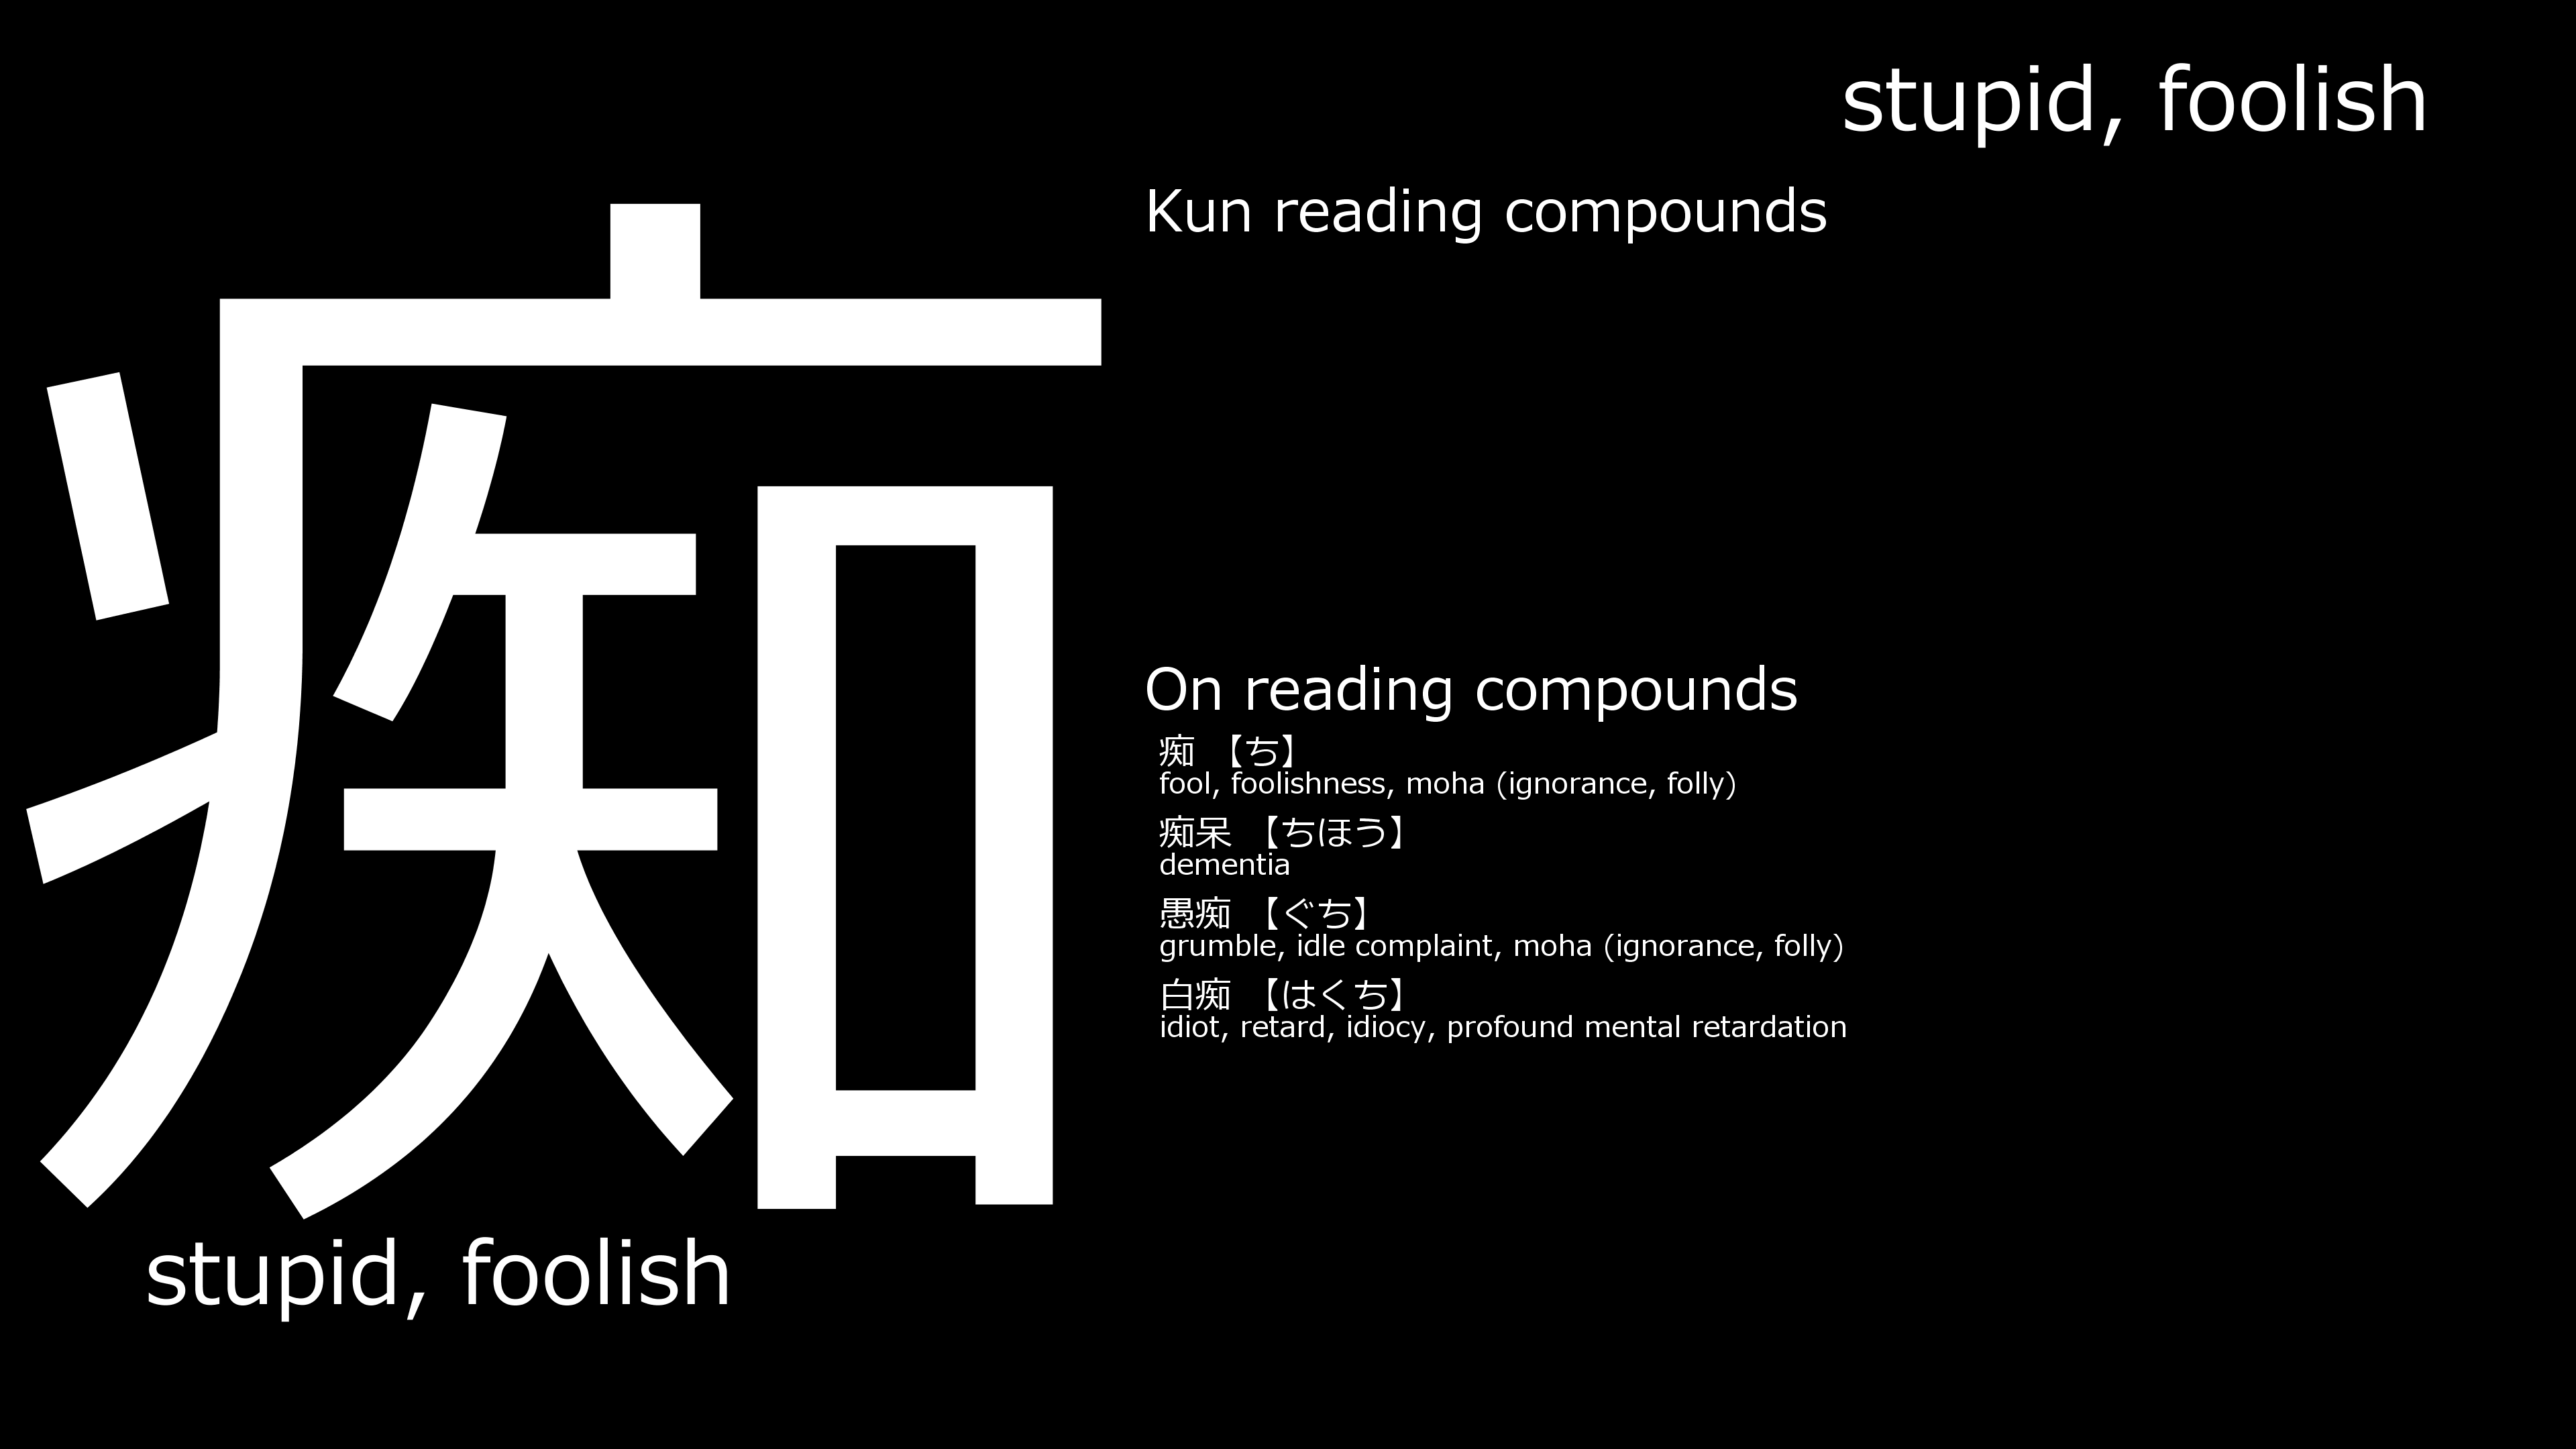 痴
stupid, foolish
stupid, foolish
Kun reading compounds
On reading compounds
痴 【ち】
fool, foolishness, moha (ignorance, folly)
痴呆 【ちほう】
dementia
愚痴 【ぐち】
grumble, idle complaint, moha (ignorance, folly)
白痴 【はくち】
idiot, retard, idiocy, profound mental retardation